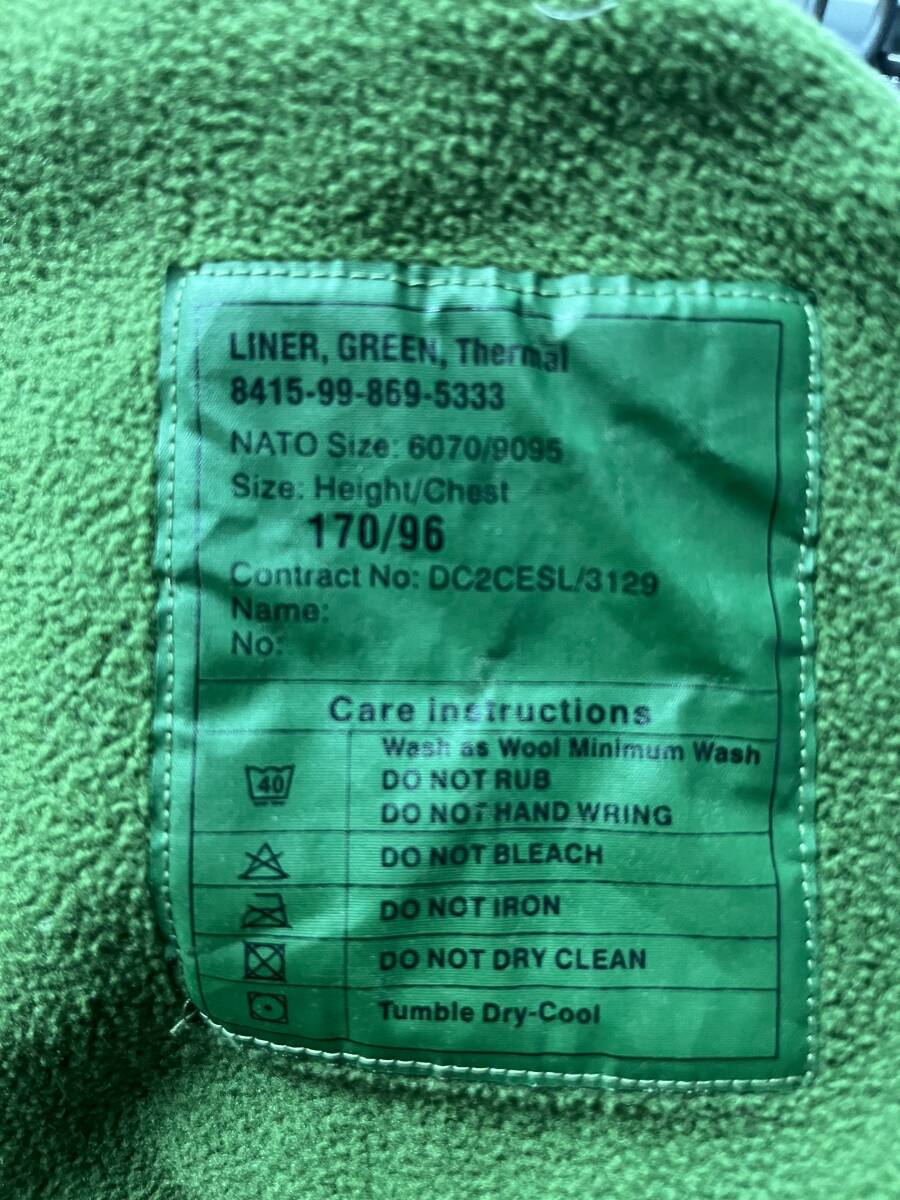 LINER, GREEN, Thermal
8415-99-869-5333
NATO Size: 6070/9095
Size: Height/Chest
170/96
Contract No: DC2CESL/3129
Name:
No:
Care instructions
Wash as Wool Minimum Wash
40
DO NOT RUB
DO NOT HAND WRING
DO NOT BLEACH
DO NOT IRON
DO NOT DRY CLEAN
Tumble Dry-Cool